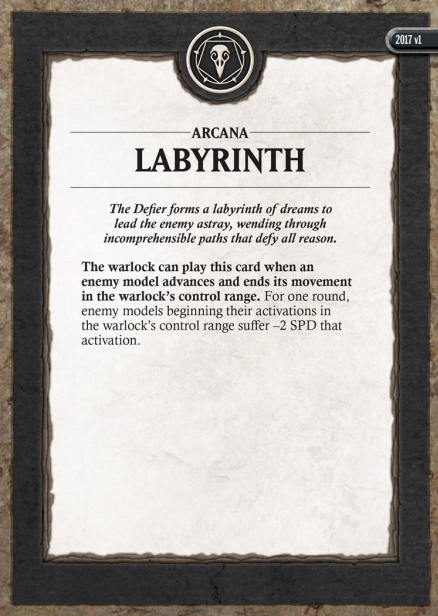 2017 v1
ARCANA
LABYRINTH
The Defier forms a labyrinth of dreams to
lead the enemy astray, wending through
incomprehensible paths that defy all reason.
The warlock can play this card when an
enemy model advances and ends its movement
in the warlock's control range. For one round,
enemy models beginning their activations in
the warlock's control range suffer –2 SPD that
activation.